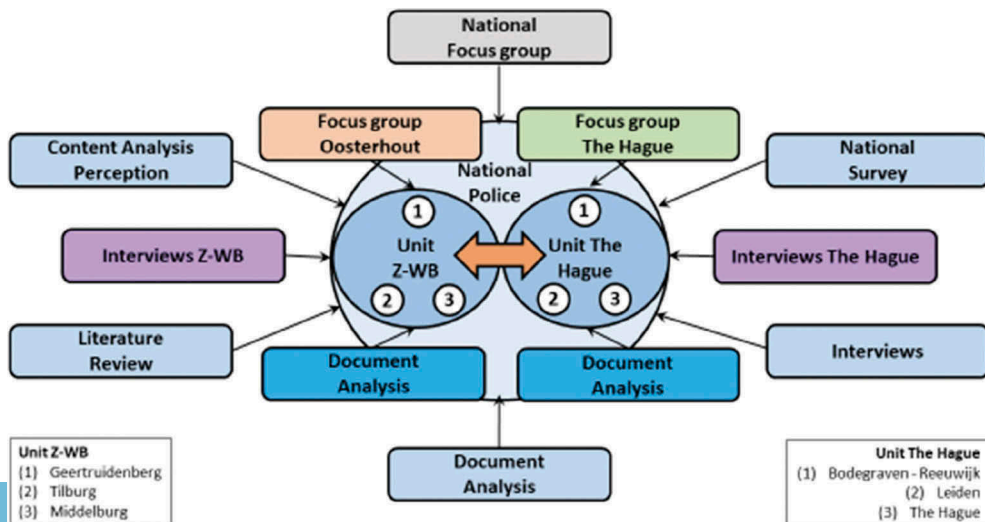 National
Focus group
Focus group
Oosterhout
Focus group
The Hague
Content Analysis
Perception
National
Police
National
Survey
1
1
Interviews Z-WB
Unit
Z-WB
Unit The
Hague
Interviews The Hague
2
3
2
3
Literature
Review
Document
Analysis
Document
Analysis
Interviews
Document
Analysis
Unit Z-WB
(1) Geertruidenberg
(2) Tilburg
(3) Middelburg
Unit The Hague
(1) Bodegraven - Reeuwijk
(2) Leiden
(3) The Hague